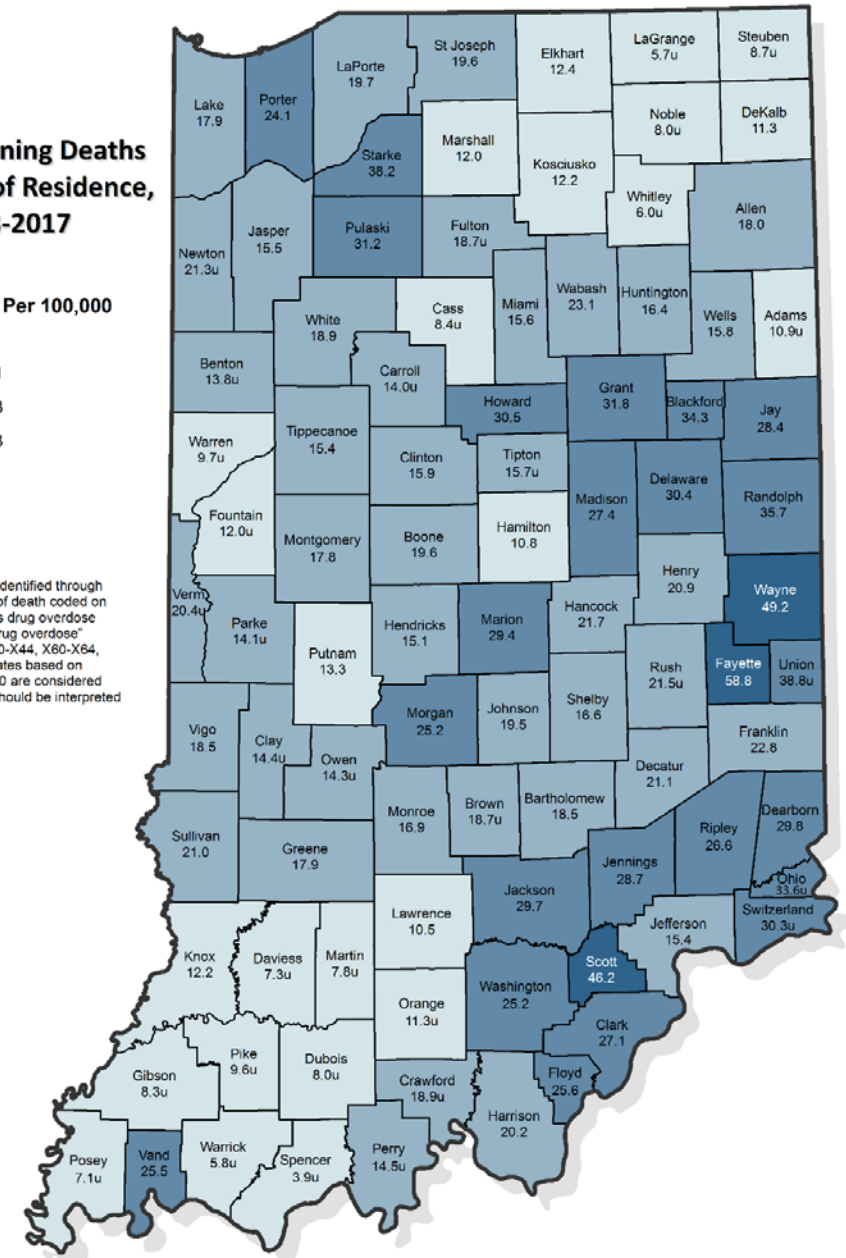 ning Deaths
of Residence,
-2017
Per 100,000
dentified through
of death coded on
s drug overdose
rug overdose"
0-X44, X60-X64,
ates based on
0 are considered
hould be interpreted
Lake
17.9
Porter
24.1
LaPorte
19.7
St Joseph
19.6
Elkhart
12.4
LaGrange
5.7u
Steuben
8.7u
Noble
8.0u
DeKalb
11.3
Starke
38.2
Marshall
12.0
Kosciusko
12.2
Whitley
6.0u
Allen
18.0
Newton
21.3u
Jasper
15.5
Pulaski
31.2
Fulton
18.7u
White
18.9
Cass
8.4u
Miami
15.6
Wabash
23.1
Huntington
16.4
Wells
15.8
Adams
10.9u
Benton
13.8u
Carroll
14.0u
Howard
30.5
Grant
31.8
Blackford
34.3
Jay
28.4
Warren
9.7u
Tippecanoe
15.4
Clinton
15.9
Tipton
15.7u
Madison
27.4
Delaware
30.4
Randolph
35.7
Fountain
12.0u
Montgomery
17.8
Boone
19.6
Hamilton
10.8
Henry
20.9
Wayne
49.2
Verm
20.4u
Parke
14.1u
Putnam
13.3
Hendricks
15.1
Marion
29.4
Hancock
21.7
Rush
21.5u
Fayette
58.8
Union
38.8u
Vigo
18.5
Clay
14.4u
Owen
14.3u
Morgan
25.2
Johnson
19.5
Shelby
16.6
Franklin
22.8
Decatur
21.1
Sullivan
21.0
Greene
17.9
Monroe
16.9
Brown
18.7u
Bartholomew
18.5
Jennings
28.7
Ripley
26.6
Dearborn
29.8
Ohio
33.6u
Switzerland
30.3u
Jackson
29.7
Jefferson
15.4
Lawrence
10.5
Knox
12.2
Daviess
7.3u
Martin
7.8u
Scott
46.2
Washington
25.2
Orange
11.3u
Clark
27.1
Floyd
25.6
Gibson
8.3u
Pike
9.6u
Dubois
8.0u
Crawford
18.9u
Harrison
20.2
Posey
7.1u
Vand
25.5
Warrick
5.8u
Spencer
3.9u
Perry
14.5u